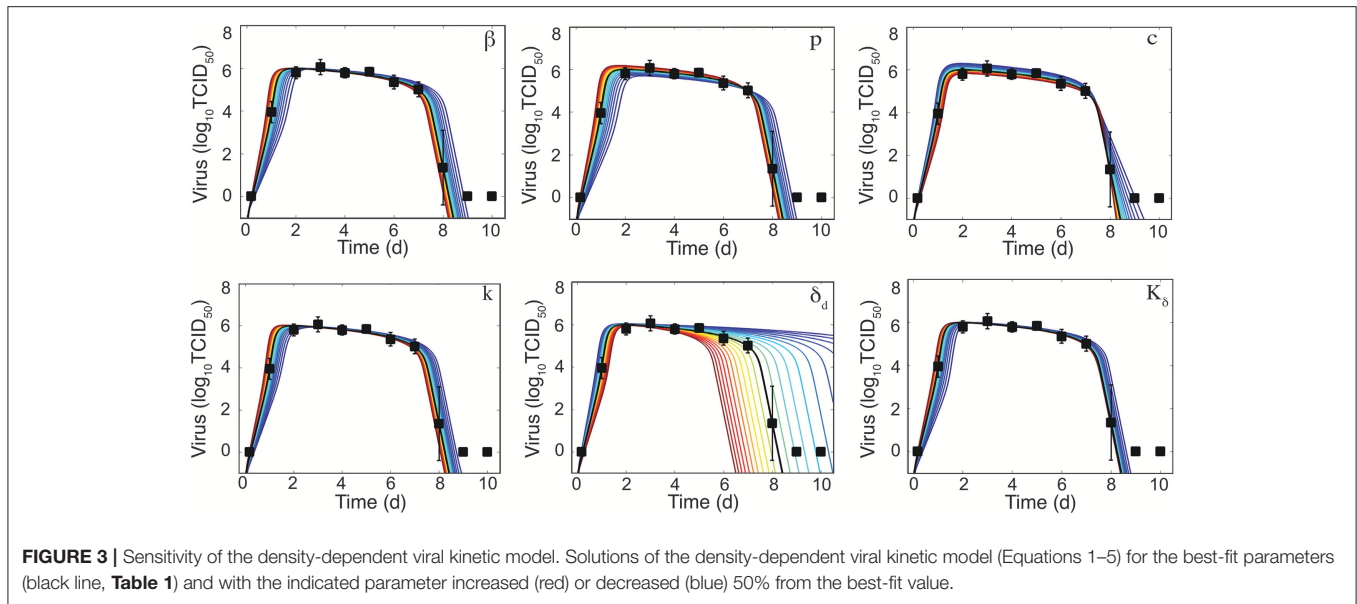 β
Virus (log10TCID50)
8
6
4
2
0
0 2 4 6 8 10
Time (d)
p
Virus (log10TCID50)
8
6
4
2
0
0 2 4 6 8 10
Time (d)
c
Virus (log10TCID50)
8
6
4
2
0
0 2 4 6 8 10
Time (d)
k
Virus (log10TCID50)
8
6
4
2
0
0 2 4 6 8 10
Time (d)
δd
Virus (log10TCID50)
8
6
4
2
0
0 2 4 6 8 10
Time (d)
Kδ
Virus (log10TCID50)
8
6
4
2
0
0 2 4 6 8 10
Time (d)
FIGURE 3 | Sensitivity of the density-dependent viral kinetic model. Solutions of the density-dependent viral kinetic model (Equations 1–5) for the best-fit parameters
(black line, Table 1) and with the indicated parameter increased (red) or decreased (blue) 50% from the best-fit value.